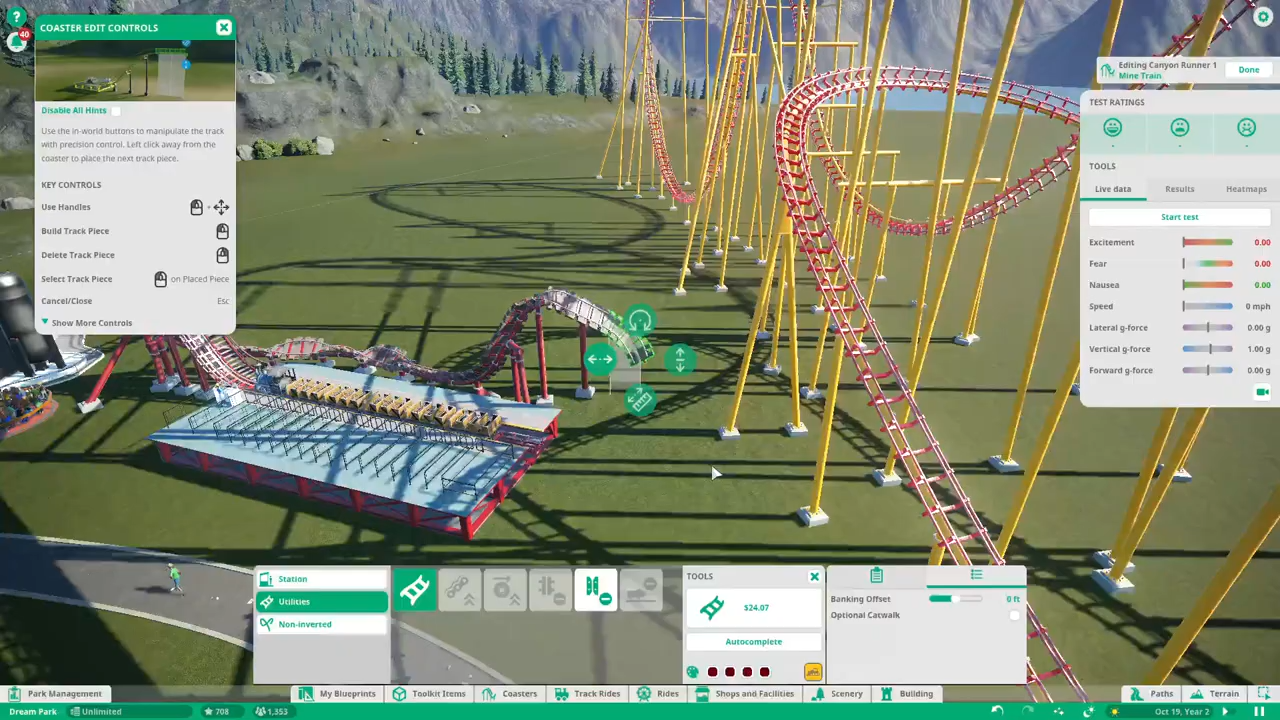 ?
40
COASTER EDIT CONTROLS
Disable All Hints
Use the in-world buttons to manipulate the track
with precision control. Left click away from the
coaster to place the next track piece.
KEY CONTROLS
Use Handles
+
Build Track Piece
Delete Track Piece
Select Track Piece
on Placed Piece
Cancel/Close
Esc
Show More Controls
Editing Canyon Runner 1
Mine Train
Done
TEST RATINGS
- - -
TOOLS
Live data Results Heatmaps
Start test
Excitement 0.00
Fear 0.00
Nausea 0.00
Speed 0 mph
Lateral g-force 0.00 g
Vertical g-force 1.00 g
Forward g-force 0.00 g
Station
Utilities
Non-inverted
TOOLS
$24.07
Autocomplete
Banking Offset 0 ft
Optional Catwalk
Park Management
My Blueprints
Toolkit Items
Coasters
Track Rides
Rides
Shops and Facilities
Scenery
Building
Paths
Terrain
Dream Park
Unlimited
708
1,353
Oct 19, Year 2